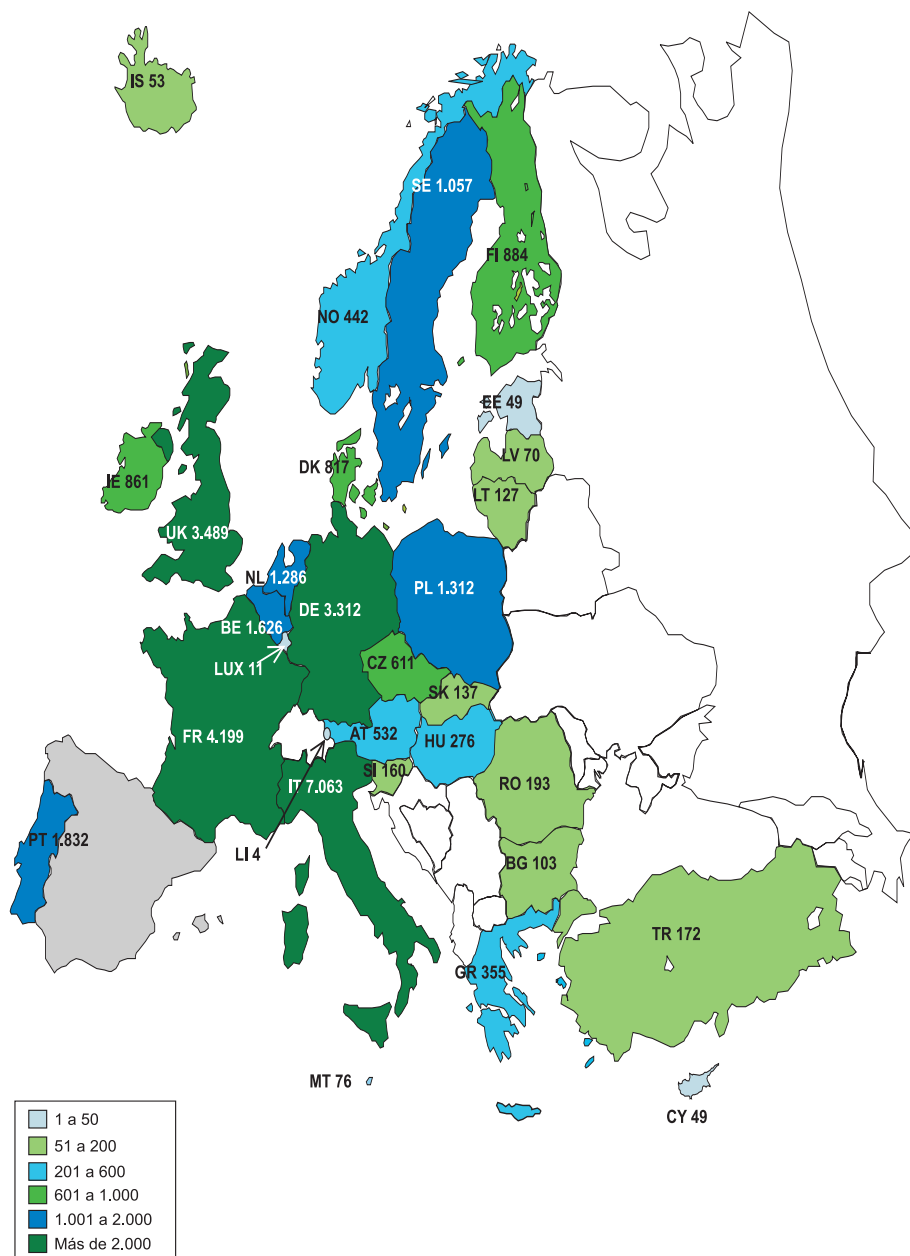 IS 53
SE 1.057
FI 884
NO 442
EE 49
LV 70
DK 817
IE 861
LT 127
UK 3.489
NL 1.286
PL 1.312
DE 3.312
BE 1.626
CZ 611
LUX 11
SK 137
FR 4.199
AT 532
HU 276
SI 160
IT 7.063
RO 193
PT 1.832
LI 4
BG 103
TR 172
GR 355
MT 76
CY 49
1 a 50
51 a 200
201 a 600
601 a 1.000
1.001 a 2.000
Más de 2.000